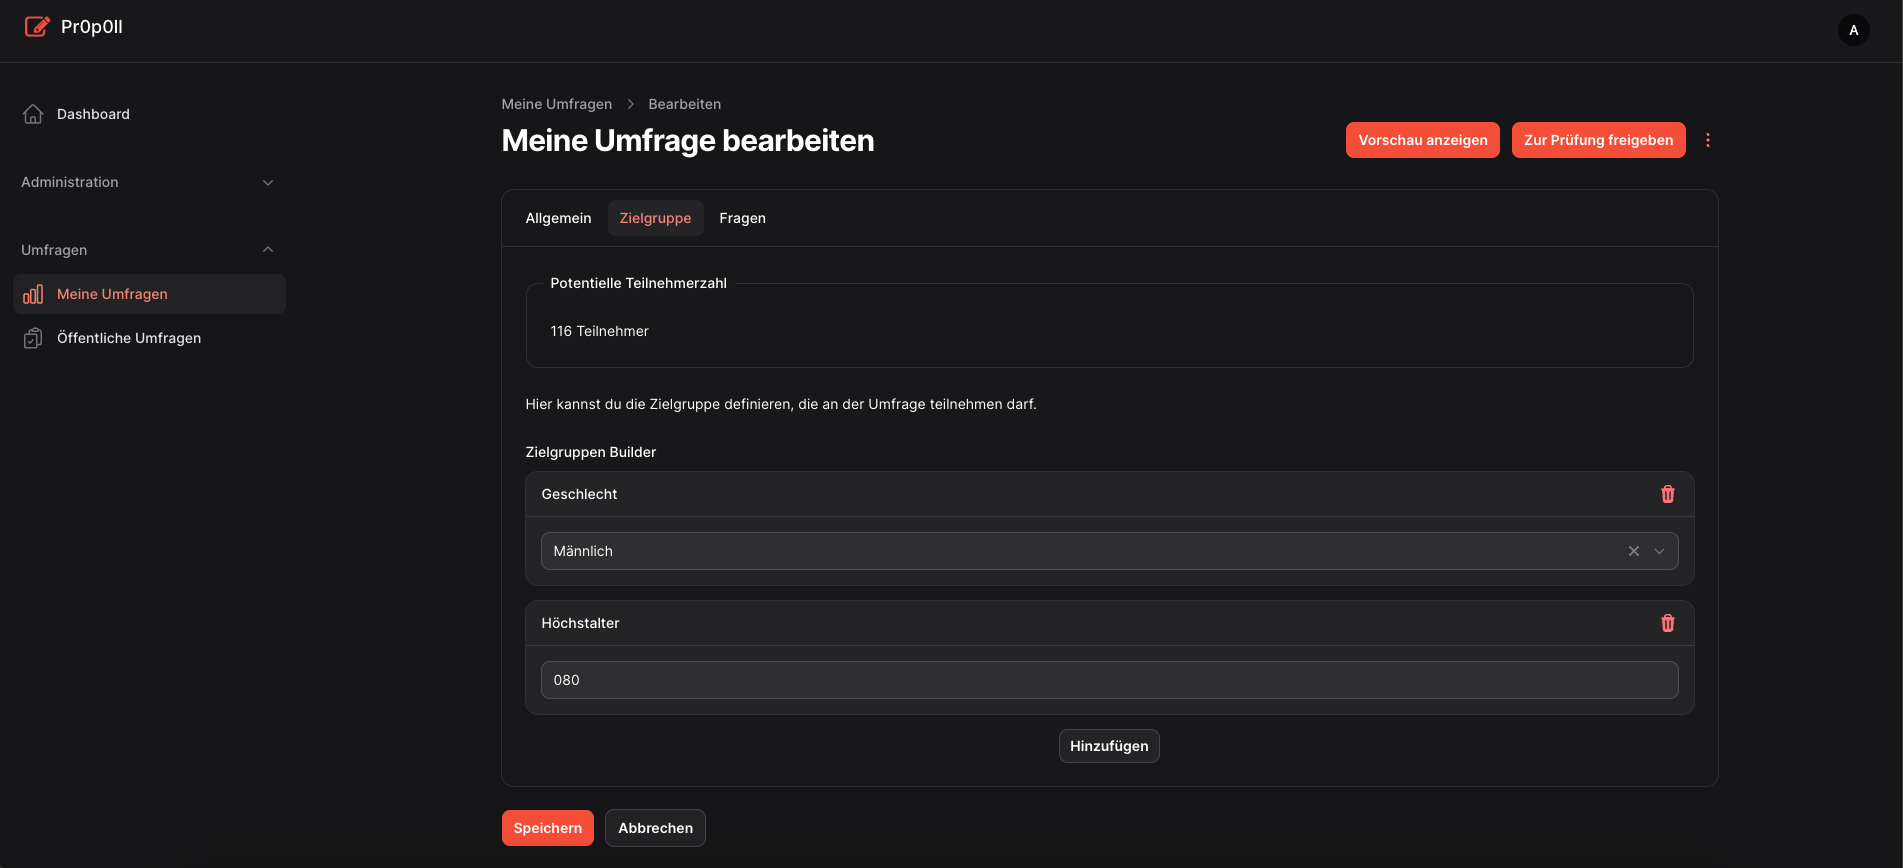 Pr0p0ll
A
Dashboard
Administration
Umfragen
Meine Umfragen
Öffentliche Umfragen
Meine Umfragen > Bearbeiten
Meine Umfrage bearbeiten
Vorschau anzeigen
Zur Prüfung freigeben
Allgemein Zielgruppe Fragen
Potentielle Teilnehmerzahl
116 Teilnehmer
Hier kannst du die Zielgruppe definieren, die an der Umfrage teilnehmen darf.
Zielgruppen Builder
Geschlecht
Männlich
Höchstalter
080
Hinzufügen
Speichern Abbrechen